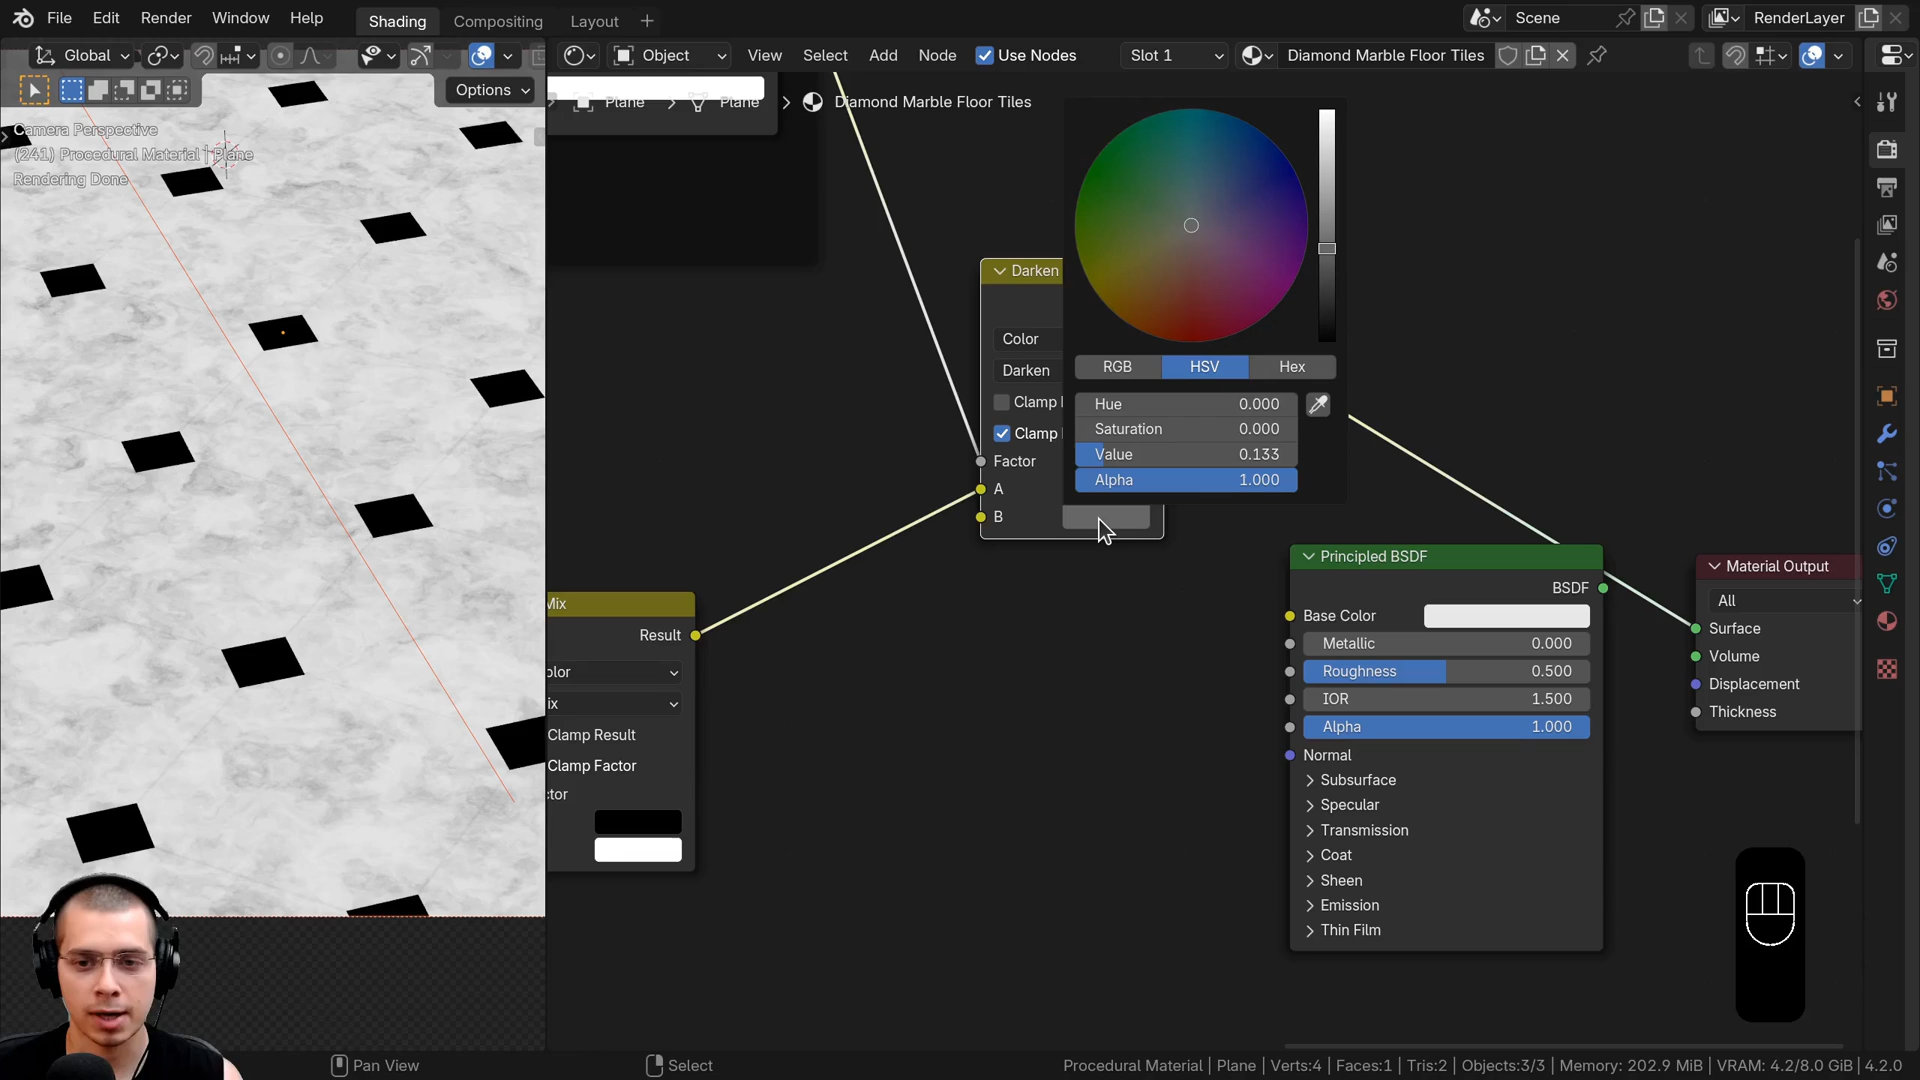 File Edit Render Window Help Shading Compositing Layout Scene RenderLayer
Global Object View Select Add Node Use Nodes Slot 1 Diamond Marble Floor Tiles
Options
Plane Plane Diamond Marble Floor Tiles
Camera Perspective
(241) Procedural Material | Plane
Rendering Done
Darken
Color
Darken
Clamp
Clamp
Factor
A
B
RGB HSV Hex
Hue 0.000
Saturation 0.000
Value 0.133
Alpha 1.000
Mix
Result
olor
ix
Clamp Result
Clamp Factor
ctor
Principled BSDF
BSDF
Base Color
Metallic 0.000
Roughness 0.500
IOR 1.500
Alpha 1.000
Normal
Subsurface
Specular
Transmission
Coat
Sheen
Emission
Thin Film
Material Output
All
Surface
Volume
Displacement
Thickness
Pan View Select Procedural Material | Plane | Verts:4 | Faces:1 | Tris:2 | Objects:3/3 | Memory: 202.9 MiB | VRAM: 4.2/8.0 GiB | 4.2.0